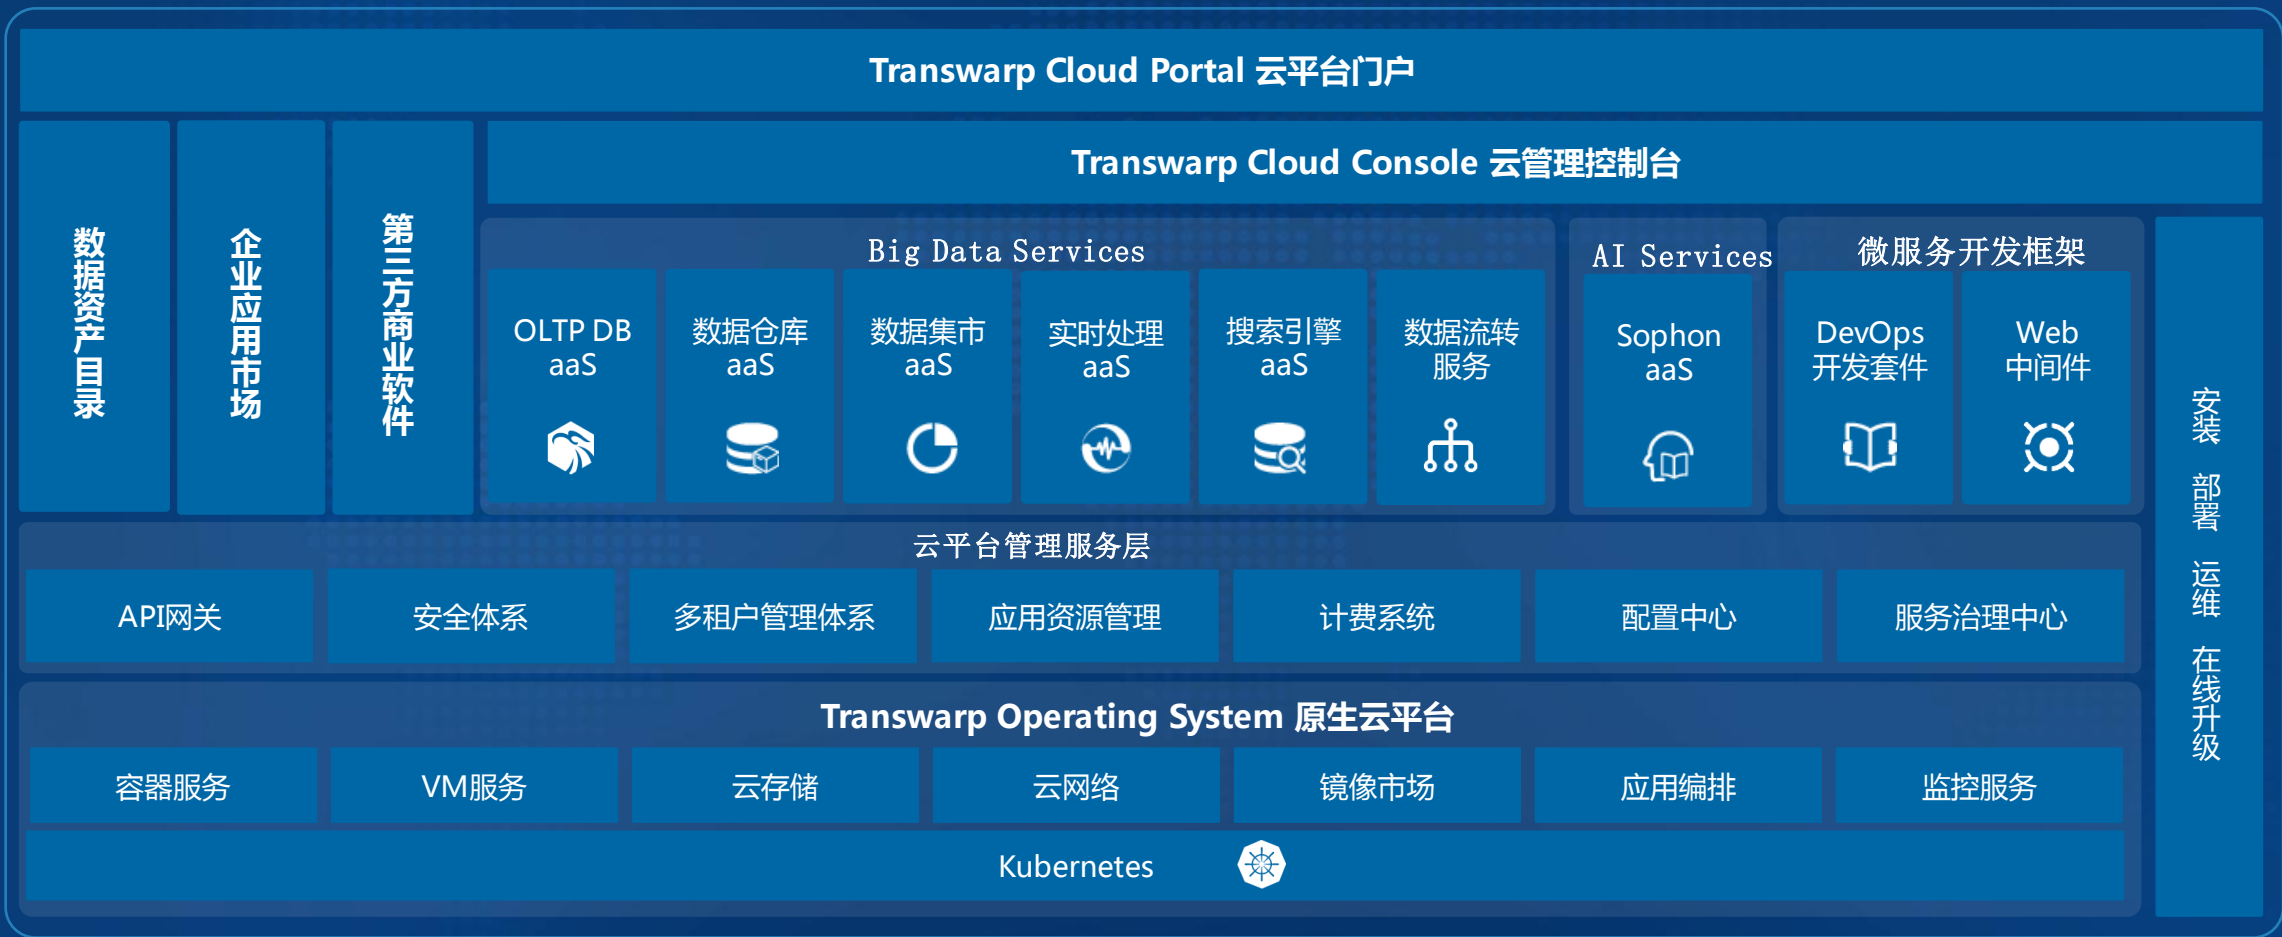 Transwarp Cloud Portal 云平台门户
数据资产目录
企业应用市场
第三方商业软件
Transwarp Cloud Console 云管理控制台
Big Data Services
OLTP DB
aaS
数据仓库
aaS
数据集市
aaS
实时处理
aaS
搜索引擎
aaS
数据流转
服务
AI Services
Sophon
aaS
微服务开发框架
DevOps
开发套件
Web
中间件
安装 部署 运维 在线升级
云平台管理服务层
API网关
安全体系
多租户管理体系
应用资源管理
计费系统
配置中心
服务治理中心
Transwarp Operating System 原生云平台
容器服务
VM服务
云存储
云网络
镜像市场
应用编排
监控服务
Kubernetes